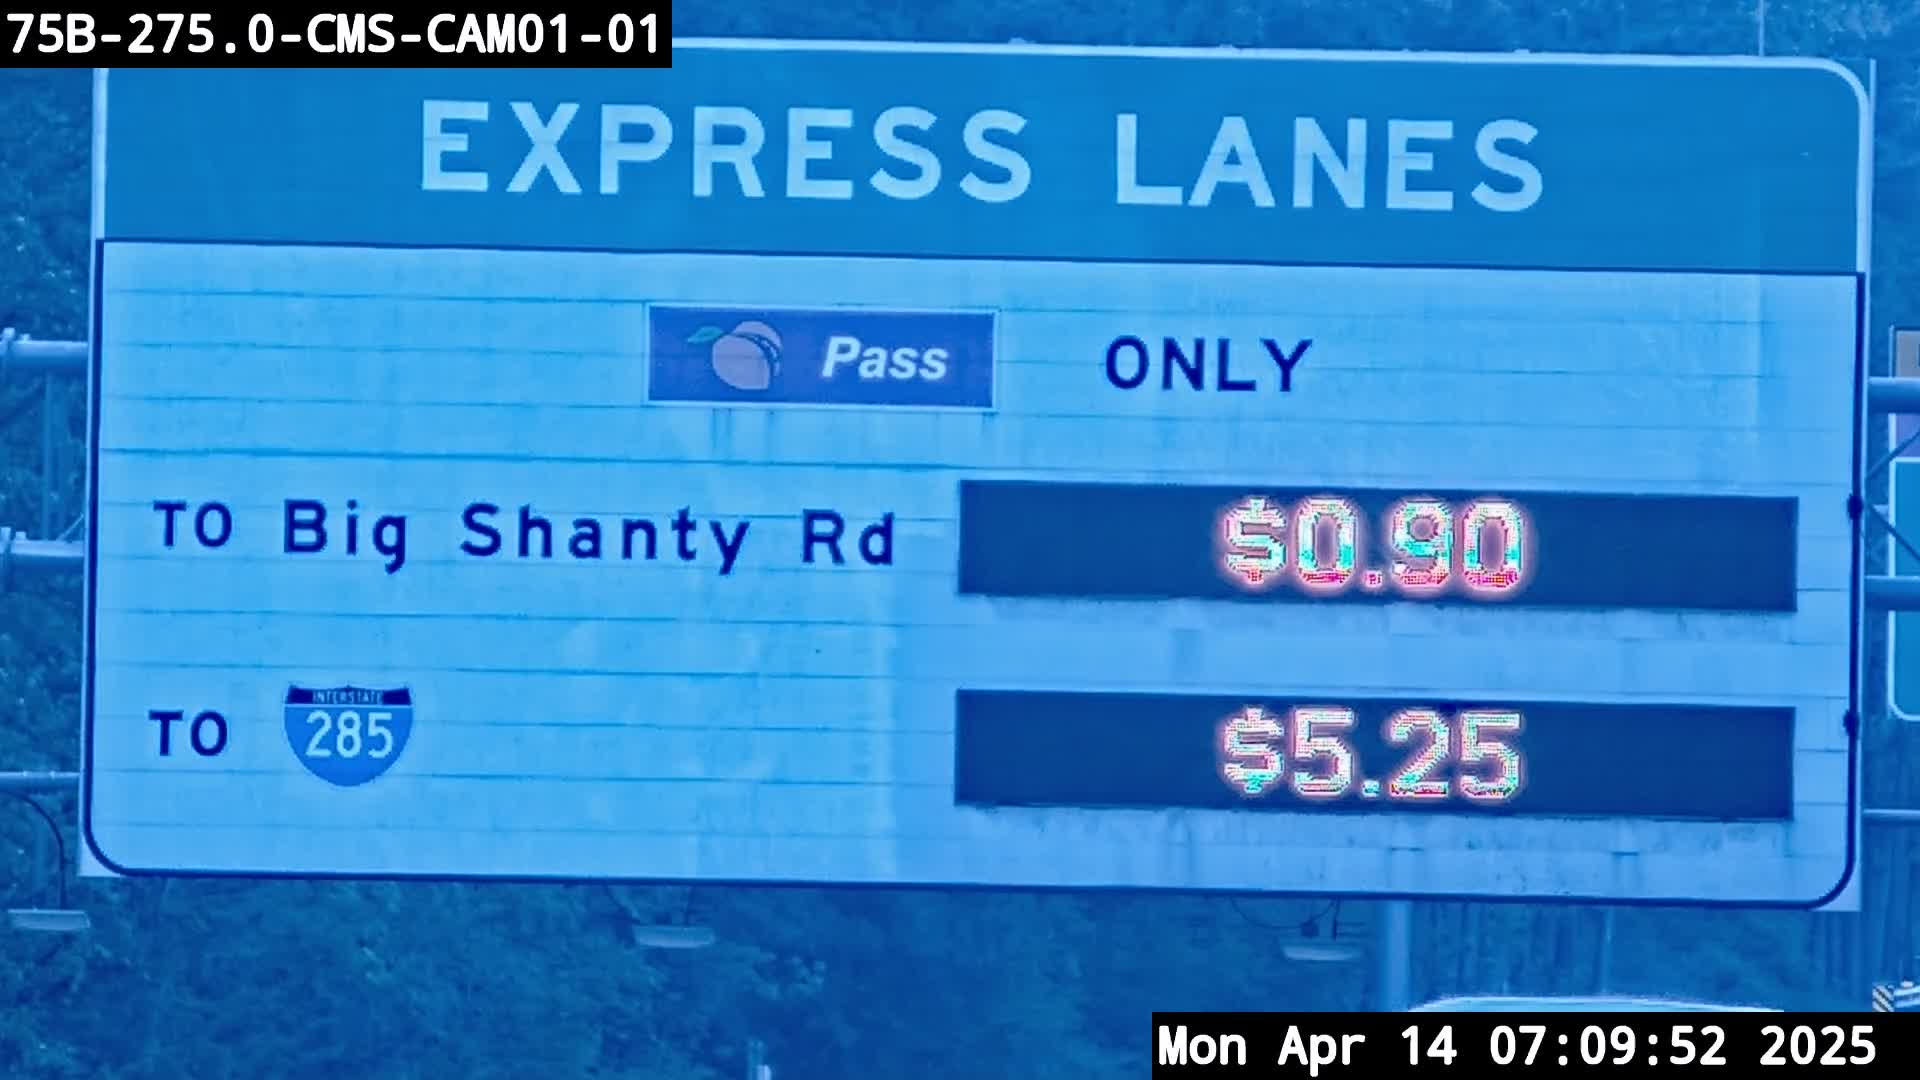 75B-275.0-CMS-CAM01-01
EXPRESS LANES
Pass ONLY
TO Big Shanty Rd $0.90
INTERSTATE
TO 285 $5.25
Mon Apr 14 07:09:52 2025